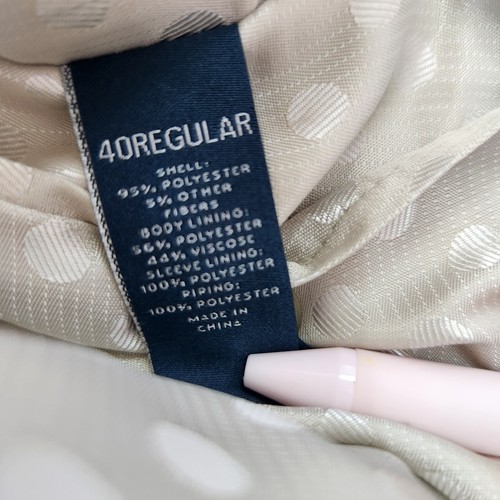 40REGULAR
SHELL:
95% POLYESTER
5% OTHER
FIBERS
BODY LINING:
56% POLYESTER
44% VISCOSE
SLEEVE LINING:
100% POLYESTER
PIPING:
100% POLYESTER
MADE IN
CHINA